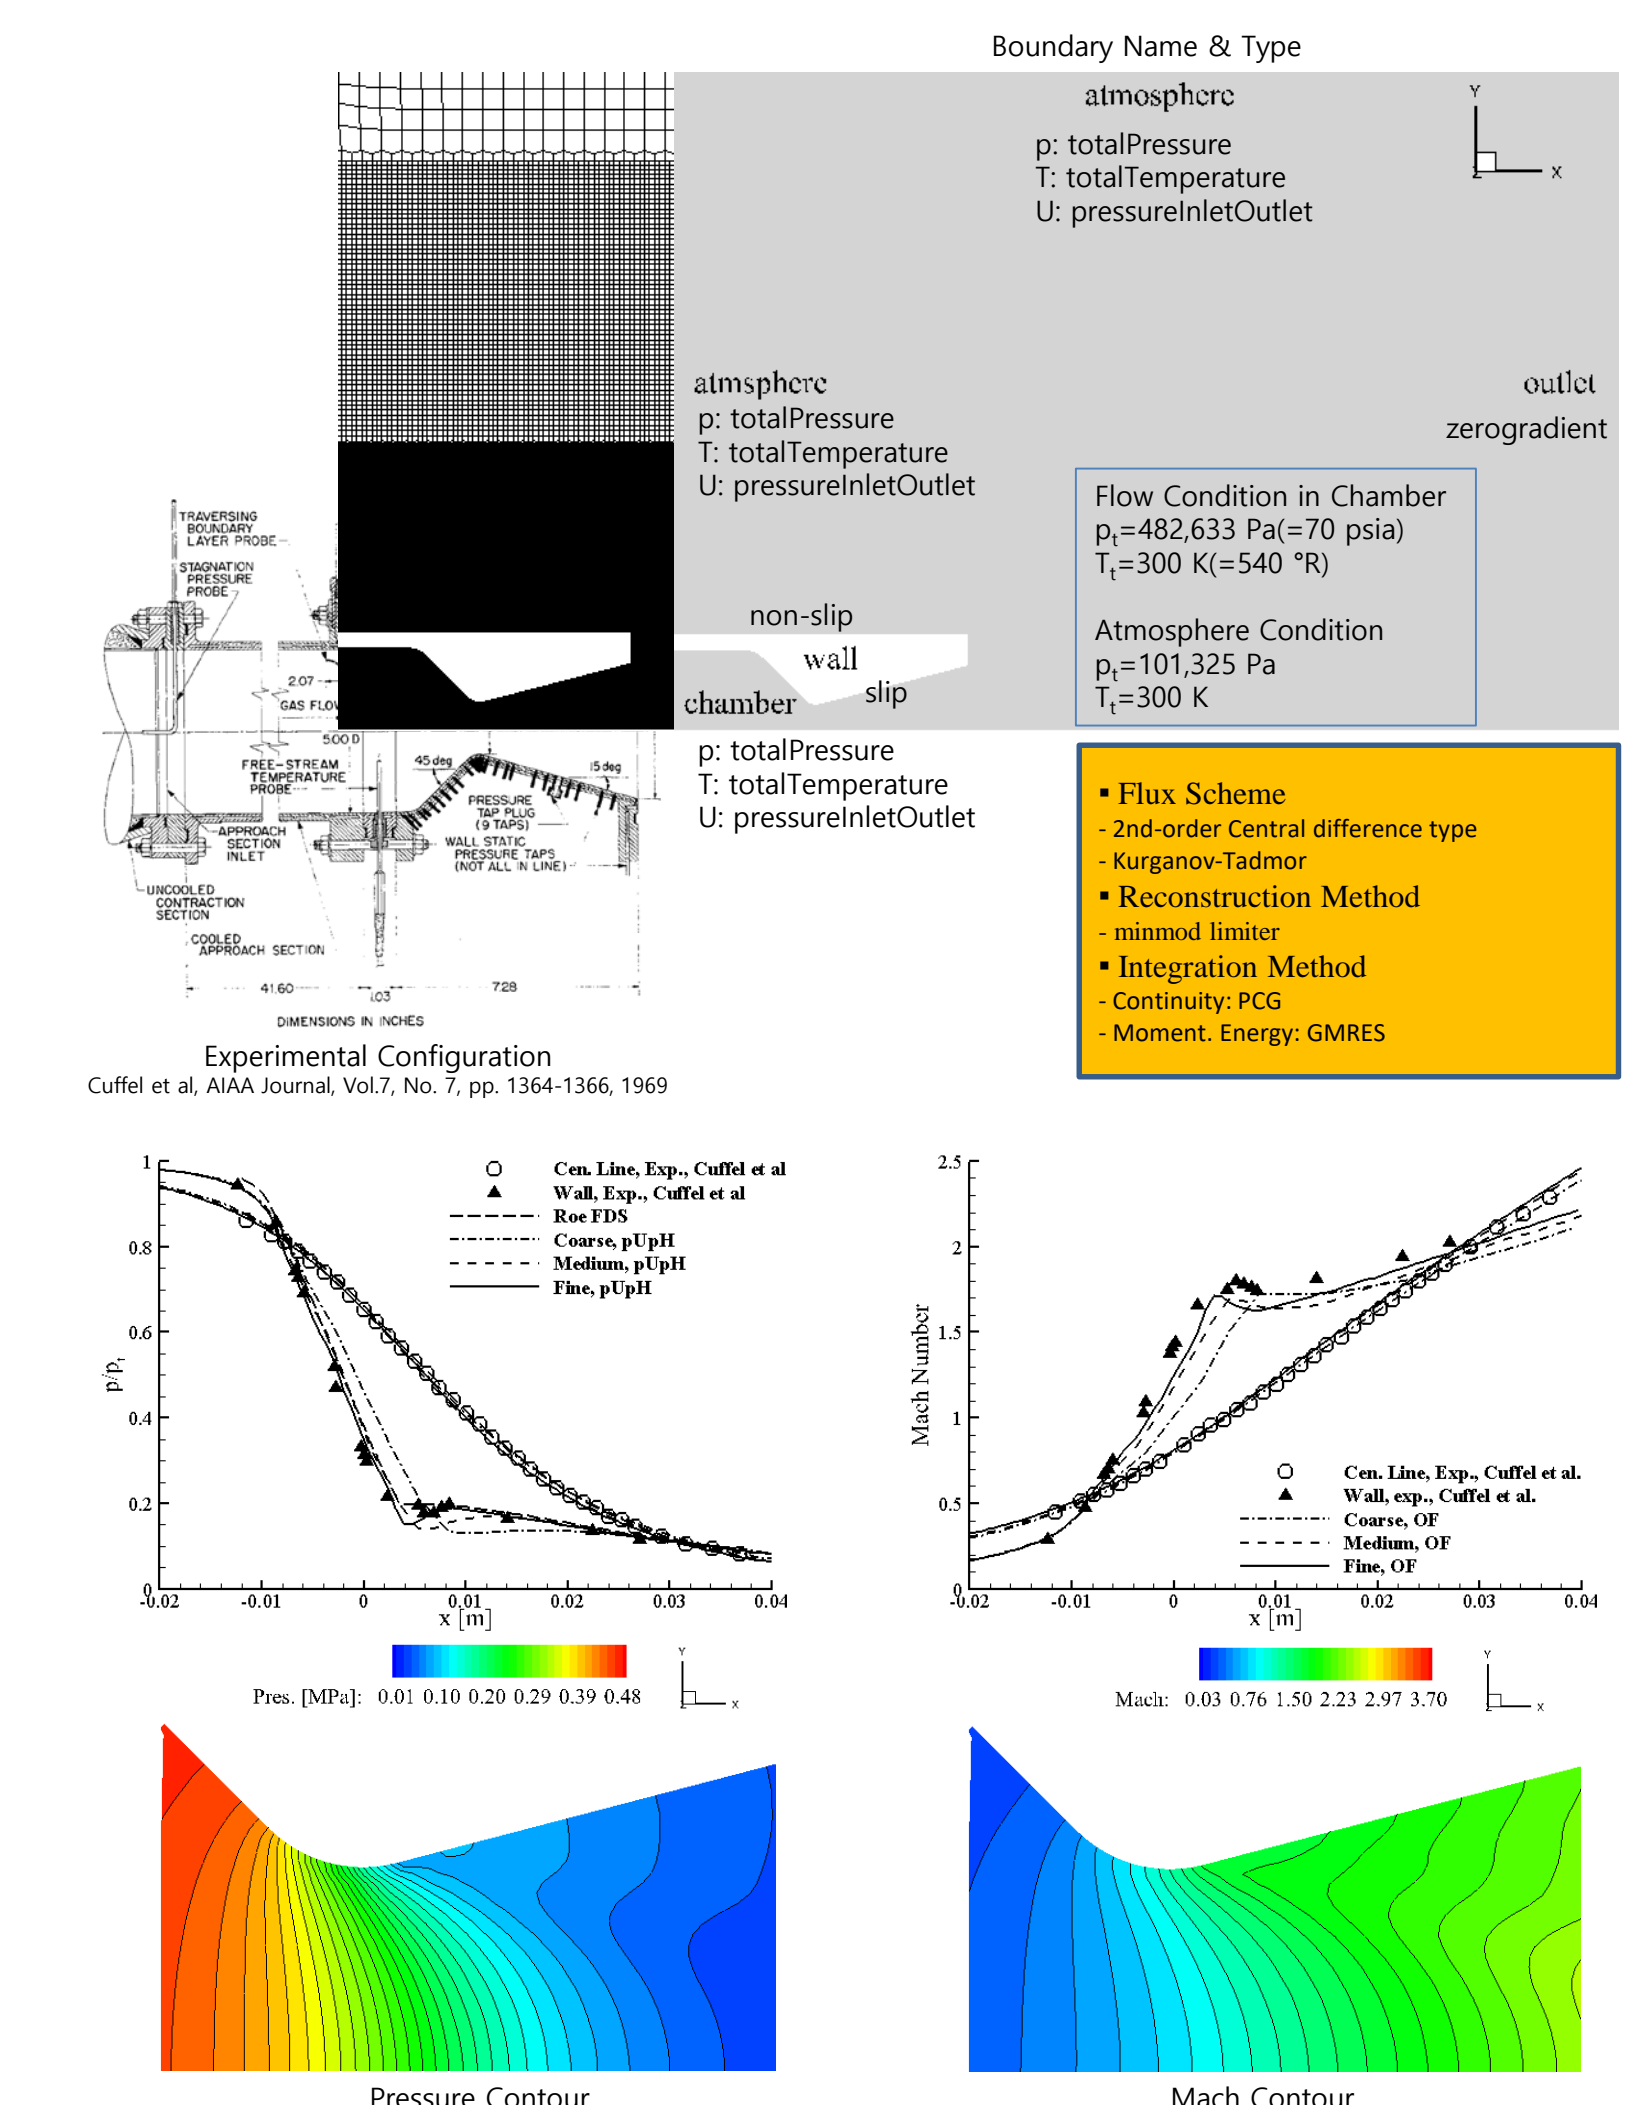 Boundary Name & Type
atmosphere
p: totalPressure
T: totalTemperature
U: pressureInletOutlet
Y
Z
X
atmsphere
p: totalPressure
T: totalTemperature
U: pressureInletOutlet
outlet
zerogradient
Flow Condition in Chamber
pt=482,633 Pa(=70 psia)
Tt=300 K(=540 °R)
Atmosphere Condition
pt=101,325 Pa
Tt=300 K
non-slip
wall
slip
chamber
p: totalPressure
T: totalTemperature
U: pressureInletOutlet
TRAVERSING
BOUNDARY
LAYER PROBE
STAGNATION
PRESSURE
PROBE
2.07
GAS FLOW
5.00 D
FREE-STREAM
TEMPERATURE
PROBE
45 deg
15 deg
PRESSURE
TAP PLUG
(9 TAPS)
APPROACH
SECTION
INLET
WALL STATIC
PRESSURE TAPS
(NOT ALL IN LINE)
UNCOOLED
CONTRACTION
SECTION
COOLED
APPROACH SECTION
41.60
1.03
7.28
DIMENSIONS IN INCHES
Experimental Configuration
Cuffel et al, AIAA Journal, Vol.7, No. 7, pp. 1364-1366, 1969
▪ Flux Scheme
- 2nd-order Central difference type
- Kurganov-Tadmor
▪ Reconstruction Method
- minmod limiter
▪ Integration Method
- Continuity: PCG
- Moment. Energy: GMRES
1
0.8
0.6
0.4
0.2
0
p/pt
-0.02 -0.01 0 0.01 0.02 0.03 0.04
x [m]
Cen. Line, Exp., Cuffel et al
Wall, Exp., Cuffel et al
Roe FDS
Coarse, pUpH
Medium, pUpH
Fine, pUpH
2.5
2
1.5
1
0.5
0
Mach Number
-0.02 -0.01 0 0.01 0.02 0.03 0.04
x [m]
Cen. Line, Exp., Cuffel et al.
Wall, exp., Cuffel et al.
Coarse, OF
Medium, OF
Fine, OF
Pres. [MPa]: 0.01 0.10 0.20 0.29 0.39 0.48
Y
Z
X
Mach: 0.03 0.76 1.50 2.23 2.97 3.70
Y
Z
X
Pressure Contour
Mach Contour